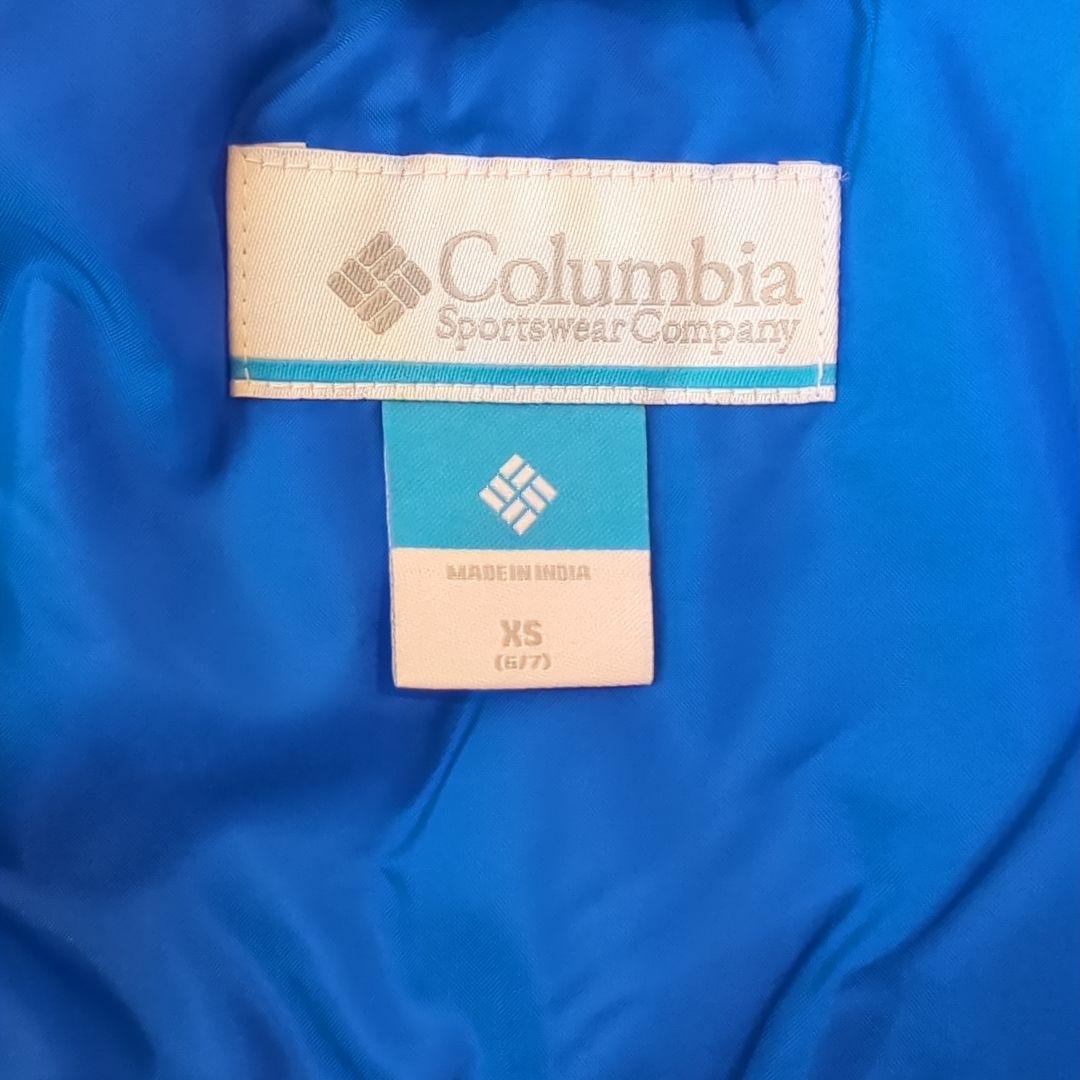 Columbia
Sportswear Company
MADE IN INDIA
XS
(6/7)